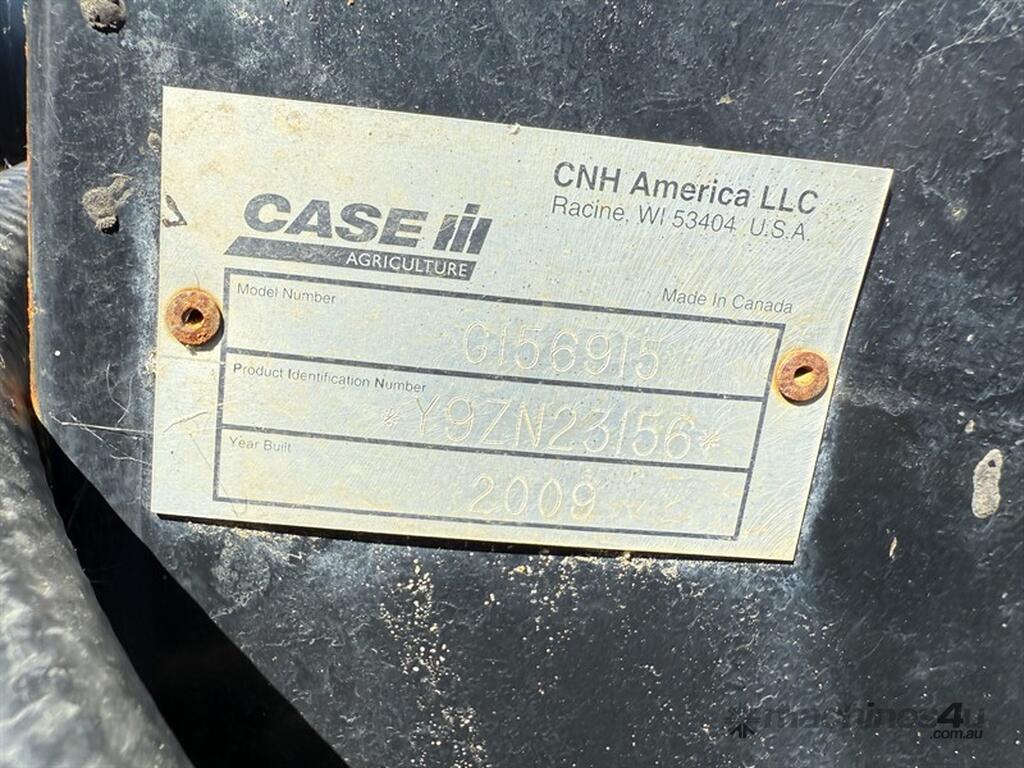 CASE IH
AGRICULTURE
CNH America LLC
Racine, WI 53404 U.S.A.
Made In Canada
Model Number
G156915
Product Identification Number
*Y9ZN23156*
Year Built
2009
machines4u
.com.au